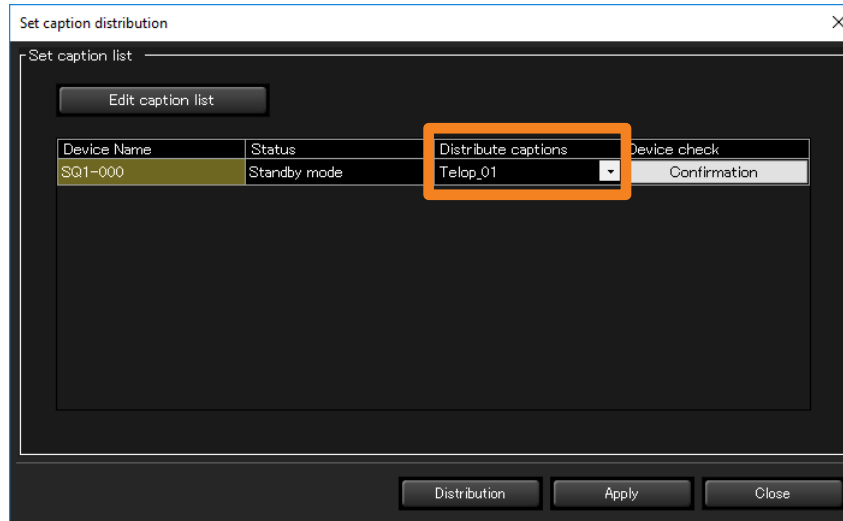 Set caption distribution
Set caption list
Edit caption list
Device Name Status Distribute captions Device check
SQ1-000 Standby mode Telop_01 Confirmation
Distribution Apply Close